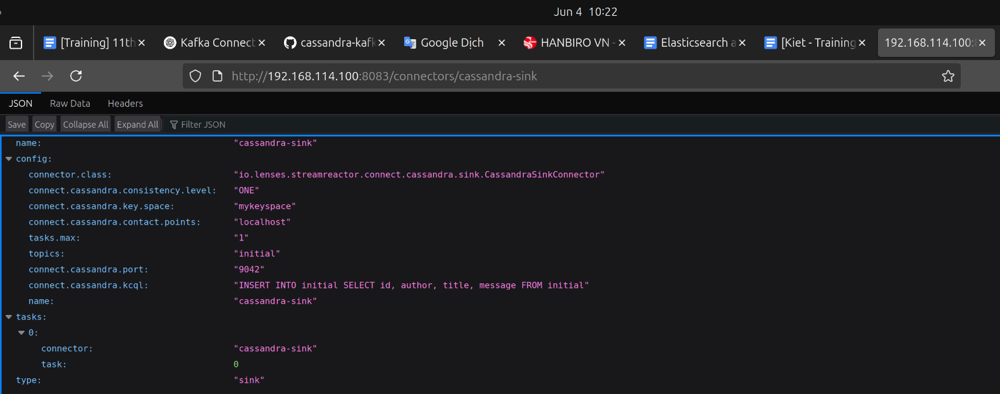 Jun 4 10:22
[Training] 11th Kafka Connect cassandra-kafk Google Dịch HANBIRO VN - Elasticsearch a [Kiet - Training 192.168.114.100:
http://192.168.114.100:8083/connectors/cassandra-sink
JSON Raw Data Headers
Save Copy Collapse All Expand All Filter JSON
name: "cassandra-sink"
config:
connector.class: "io.lenses.streamreactor.connect.cassandra.sink.CassandraSinkConnector"
connect.cassandra.consistency.level: "ONE"
connect.cassandra.key.space: "mykeyspace"
connect.cassandra.contact.points: "localhost"
tasks.max: "1"
topics: "initial"
connect.cassandra.port: "9042"
connect.cassandra.kcql: "INSERT INTO initial SELECT id, author, title, message FROM initial"
name: "cassandra-sink"
tasks:
0:
connector: "cassandra-sink"
task: 0
type: "sink"